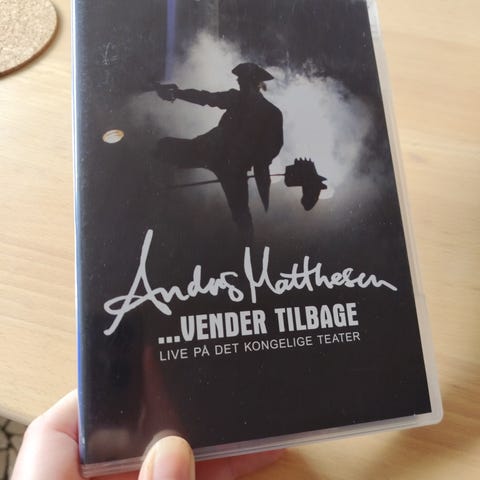 Anders Matthesen
...VENDER TILBAGE
LIVE PÅ DET KONGELIGE TEATER